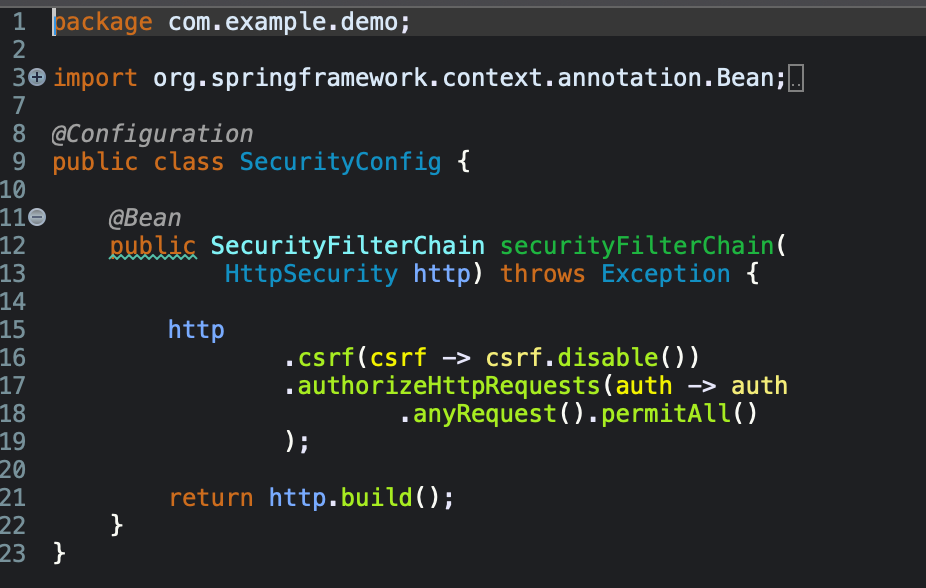 1 package com.example.demo;
2
3 import org.springframework.context.annotation.Bean;
7
8 @Configuration
9 public class SecurityConfig {
10
11     @Bean
12     public SecurityFilterChain securityFilterChain(
13             HttpSecurity http) throws Exception {
14
15         http
16                 .csrf(csrf -> csrf.disable())
17                 .authorizeHttpRequests(auth -> auth
18                         .anyRequest().permitAll()
19                 );
20
21         return http.build();
22     }
23 }